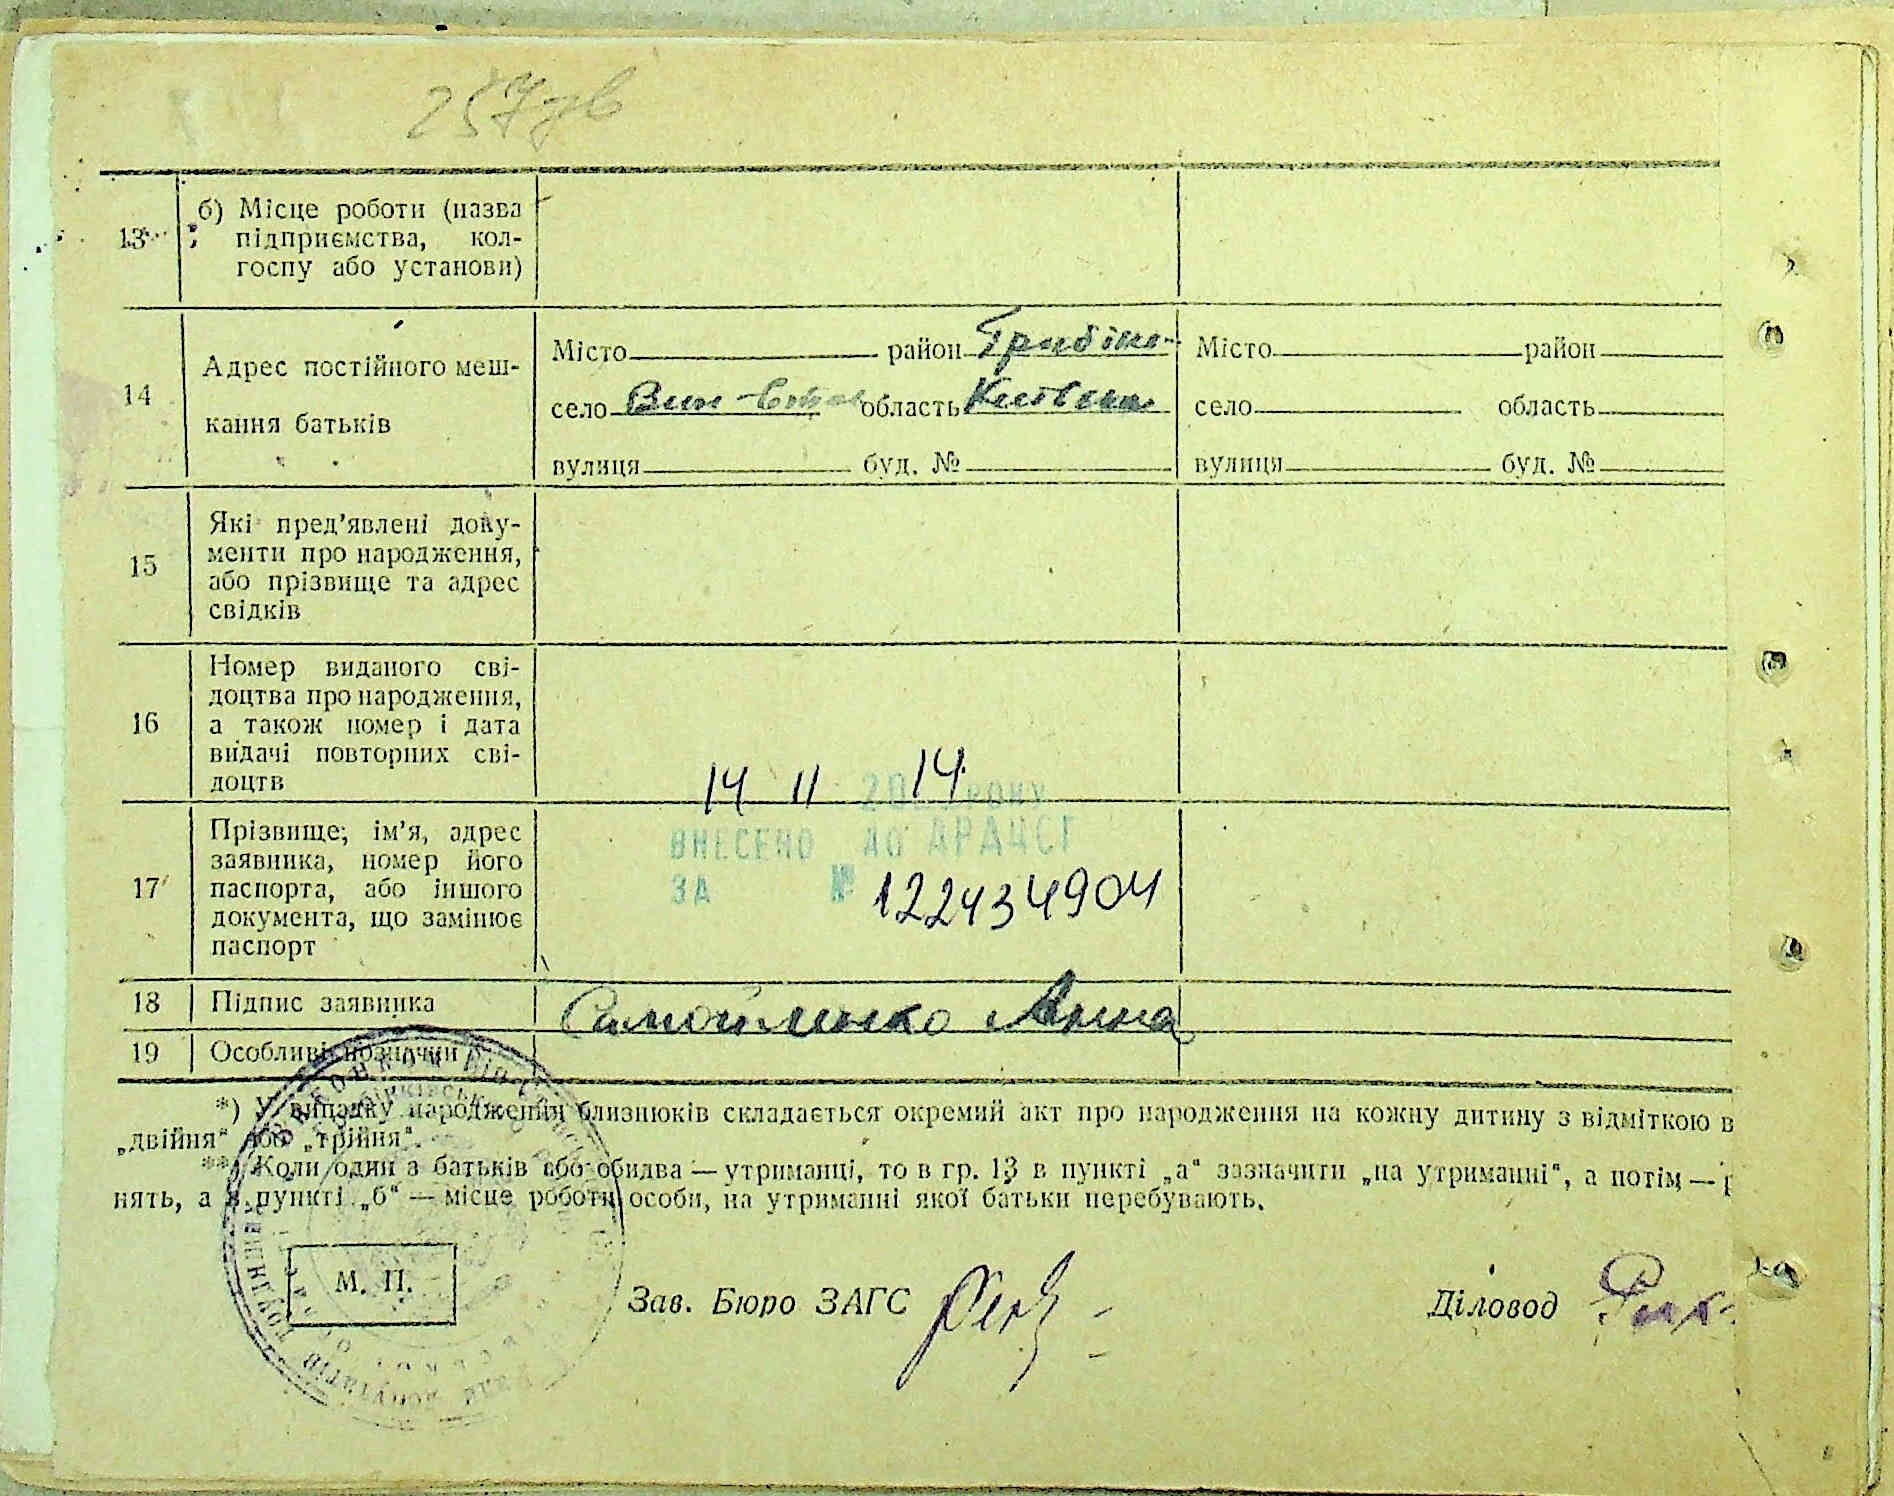 257зв
13 б) Місце роботи (назва
підприємства, кол-
госпу або установи)
14 Адрес постійного меш-
кання батьків
Місто район
село область Київська
вулиця буд. №
Місто район
село область
вулиця буд. №
15 Які пред'явлені доку-
менти про народження,
або прізвище та адрес
свідків
16 Номер виданого сві-
доцтва про народження,
а також номер і дата
видачі повторних сві-
доцтв
14 11 2014 року
ВНЕСЕНО ДО АРАЦСГ
ЗА № 122434904
17 Прізвище, ім'я, адрес
заявника, номер його
паспорта, або іншого
документа, що замінює
паспорт
18 Підпис заявника Самойленко Анна
19 Особливі позначки
*) У випадку народження близнюків складається окремий акт про народження на кожну дитину з відміткою в
„двійня" або „трійня".
**) Коли один з батьків або обидва — утриманці, то в гр. 13 в пункті „а" зазначити „на утриманні", а потім —
нять, а в пункті „б" — місце роботи особи, на утриманні якої батьки перебувають.
М. П.
Зав. Бюро ЗАГС
Діловод